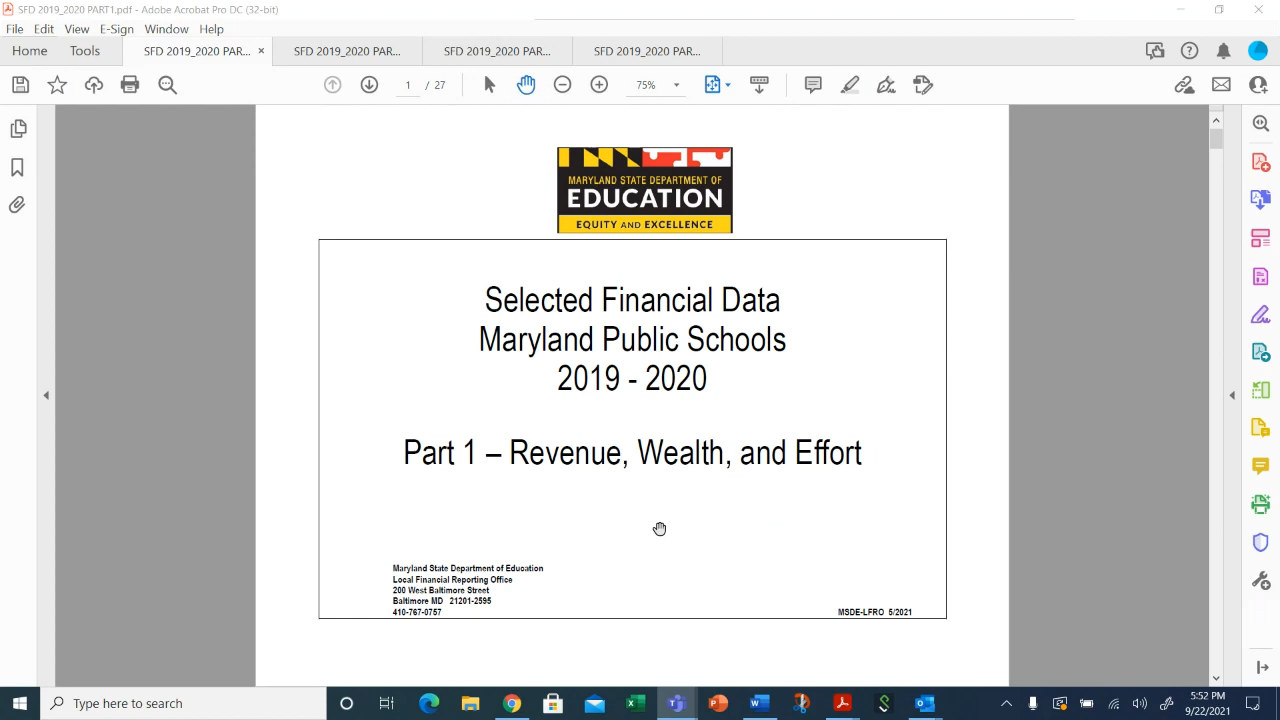 SFD 2019_2020 PART1.pdf - Adobe Acrobat Pro DC (32-bit)
File Edit View E-Sign Window Help
Home Tools SFD 2019_2020 PAR... × SFD 2019_2020 PAR... SFD 2019_2020 PAR... SFD 2019_2020 PAR...
1 / 27 75%
MARYLAND STATE DEPARTMENT OF
EDUCATION
EQUITY AND EXCELLENCE
Selected Financial Data
Maryland Public Schools
2019 - 2020
Part 1 – Revenue, Wealth, and Effort
Maryland State Department of Education
Local Financial Reporting Office
200 West Baltimore Street
Baltimore MD 21201-2595
410-767-0757
MSDE-LFRO 5/2021
Type here to search
5:52 PM
9/22/2021